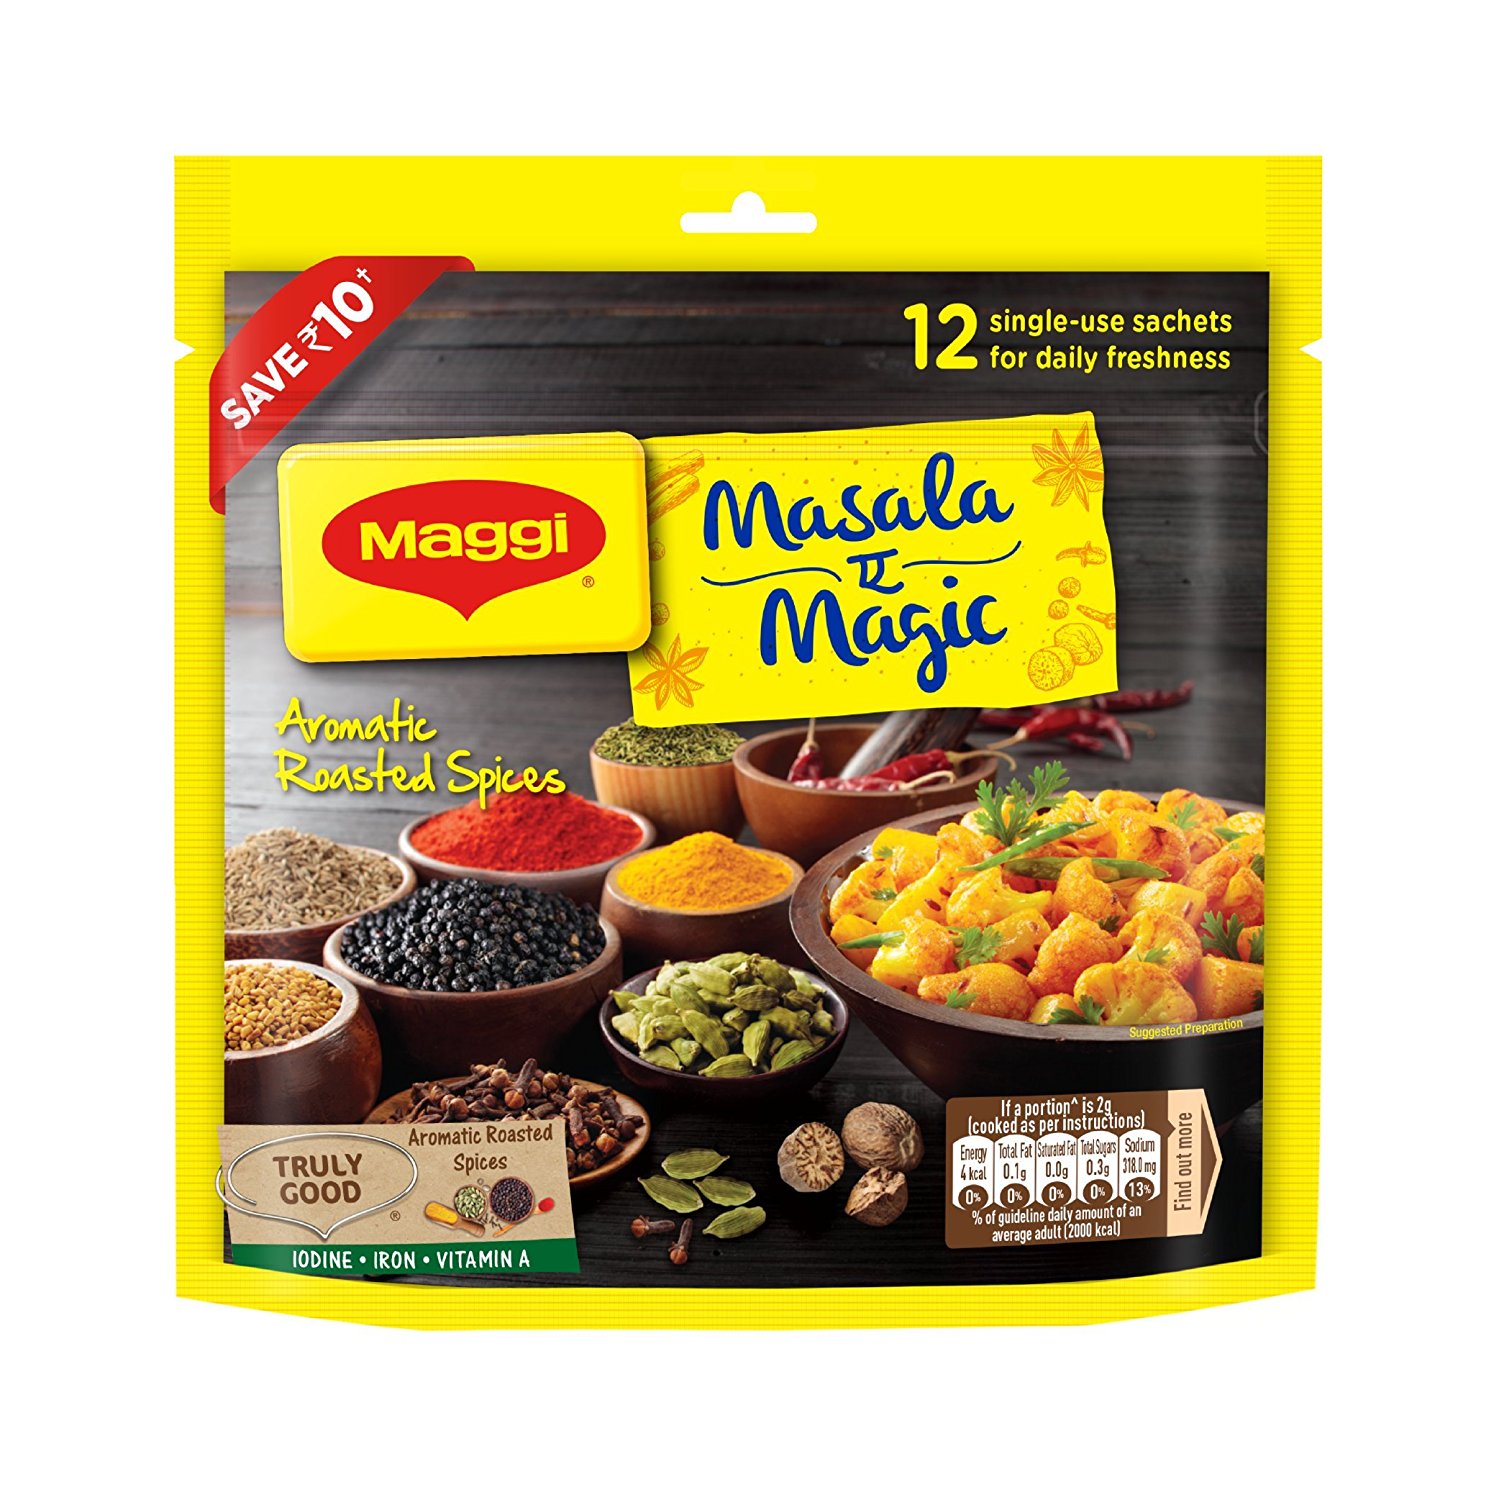 SAVE ₹10†
12 single-use sachets
for daily freshness
Maggi
®
Masala
ए
Magic
Aromatic
Roasted Spices
Suggested Preparation
If a portion^ is 2g
(cooked as per instructions)
Energy Total Fat Saturated Fat Total Sugars Sodium
4 kcal 0.1g 0.0g 0.3g 318.0 mg
0% 0% 0% 0% 13%
% of guideline daily amount of an
average adult (2000 kcal)
Find out more
TRULY
GOOD
®
Aromatic Roasted
Spices
IODINE • IRON • VITAMIN A